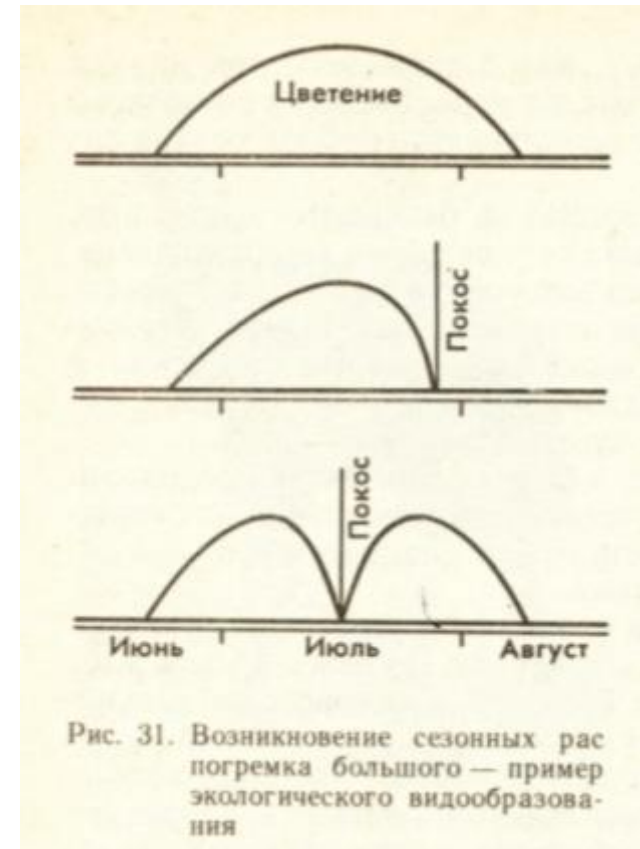 Цветение
Покос
Покос
Июнь Июль Август
Рис. 31. Возникновение сезонных рас
погремка большого — пример
экологического видообразова-
ния